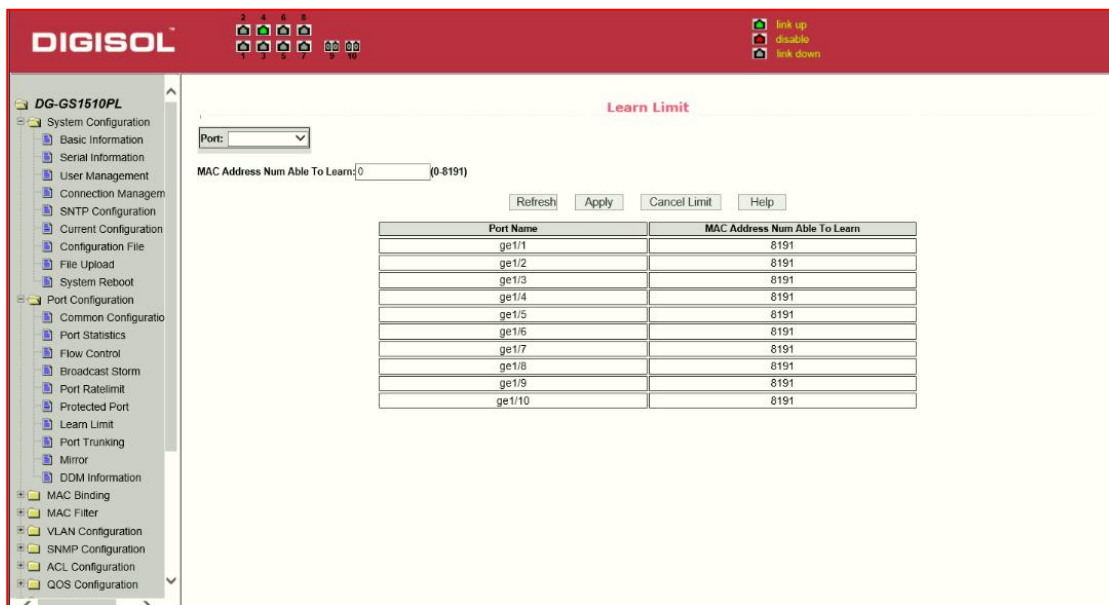 DIGISOL™
2 4 6 8
1 3 5 7 9 10
link up
disable
link down
DG-GS1510PL
System Configuration
Basic Information
Serial Information
User Management
Connection Managem
SNTP Configuration
Current Configuration
Configuration File
File Upload
System Reboot
Port Configuration
Common Configuratio
Port Statistics
Flow Control
Broadcast Storm
Port Ratelimit
Protected Port
Learn Limit
Port Trunking
Mirror
DDM Information
MAC Binding
MAC Filter
VLAN Configuration
SNMP Configuration
ACL Configuration
QOS Configuration
Learn Limit
Port:
MAC Address Num Able To Learn: 0 (0-8191)
Refresh Apply Cancel Limit Help
Port Name MAC Address Num Able To Learn
ge1/1 8191
ge1/2 8191
ge1/3 8191
ge1/4 8191
ge1/5 8191
ge1/6 8191
ge1/7 8191
ge1/8 8191
ge1/9 8191
ge1/10 8191